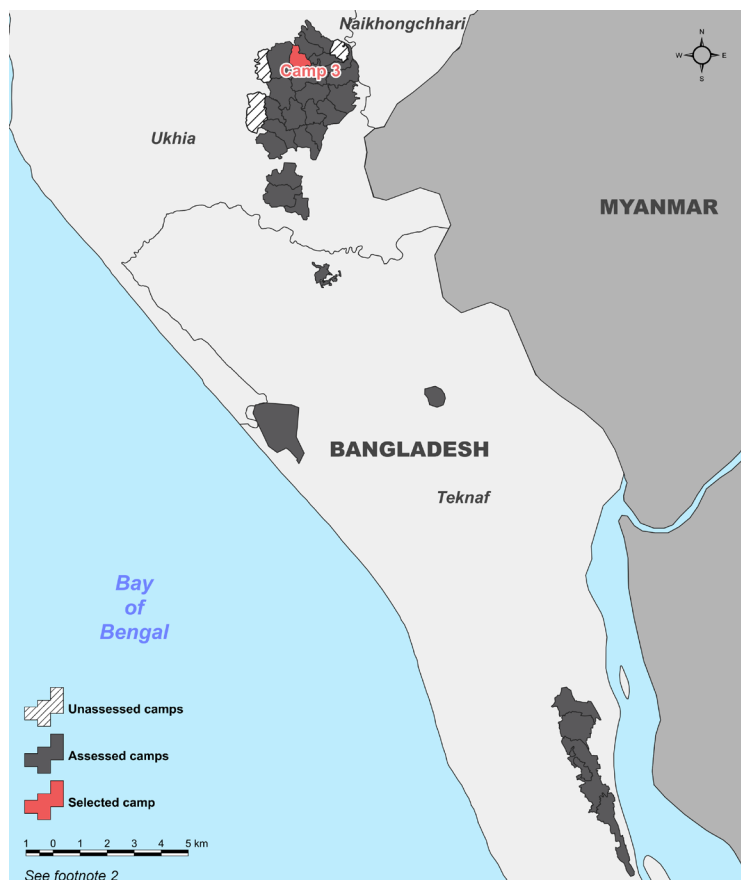 Naikhongchhari
N
W E
S
Camp 3
Ukhia
MYANMAR
BANGLADESH
Teknaf
Bay
of
Bengal
Unassessed camps
Assessed camps
Selected camp
1 0 1 2 3 4 5 km
See footnote 2